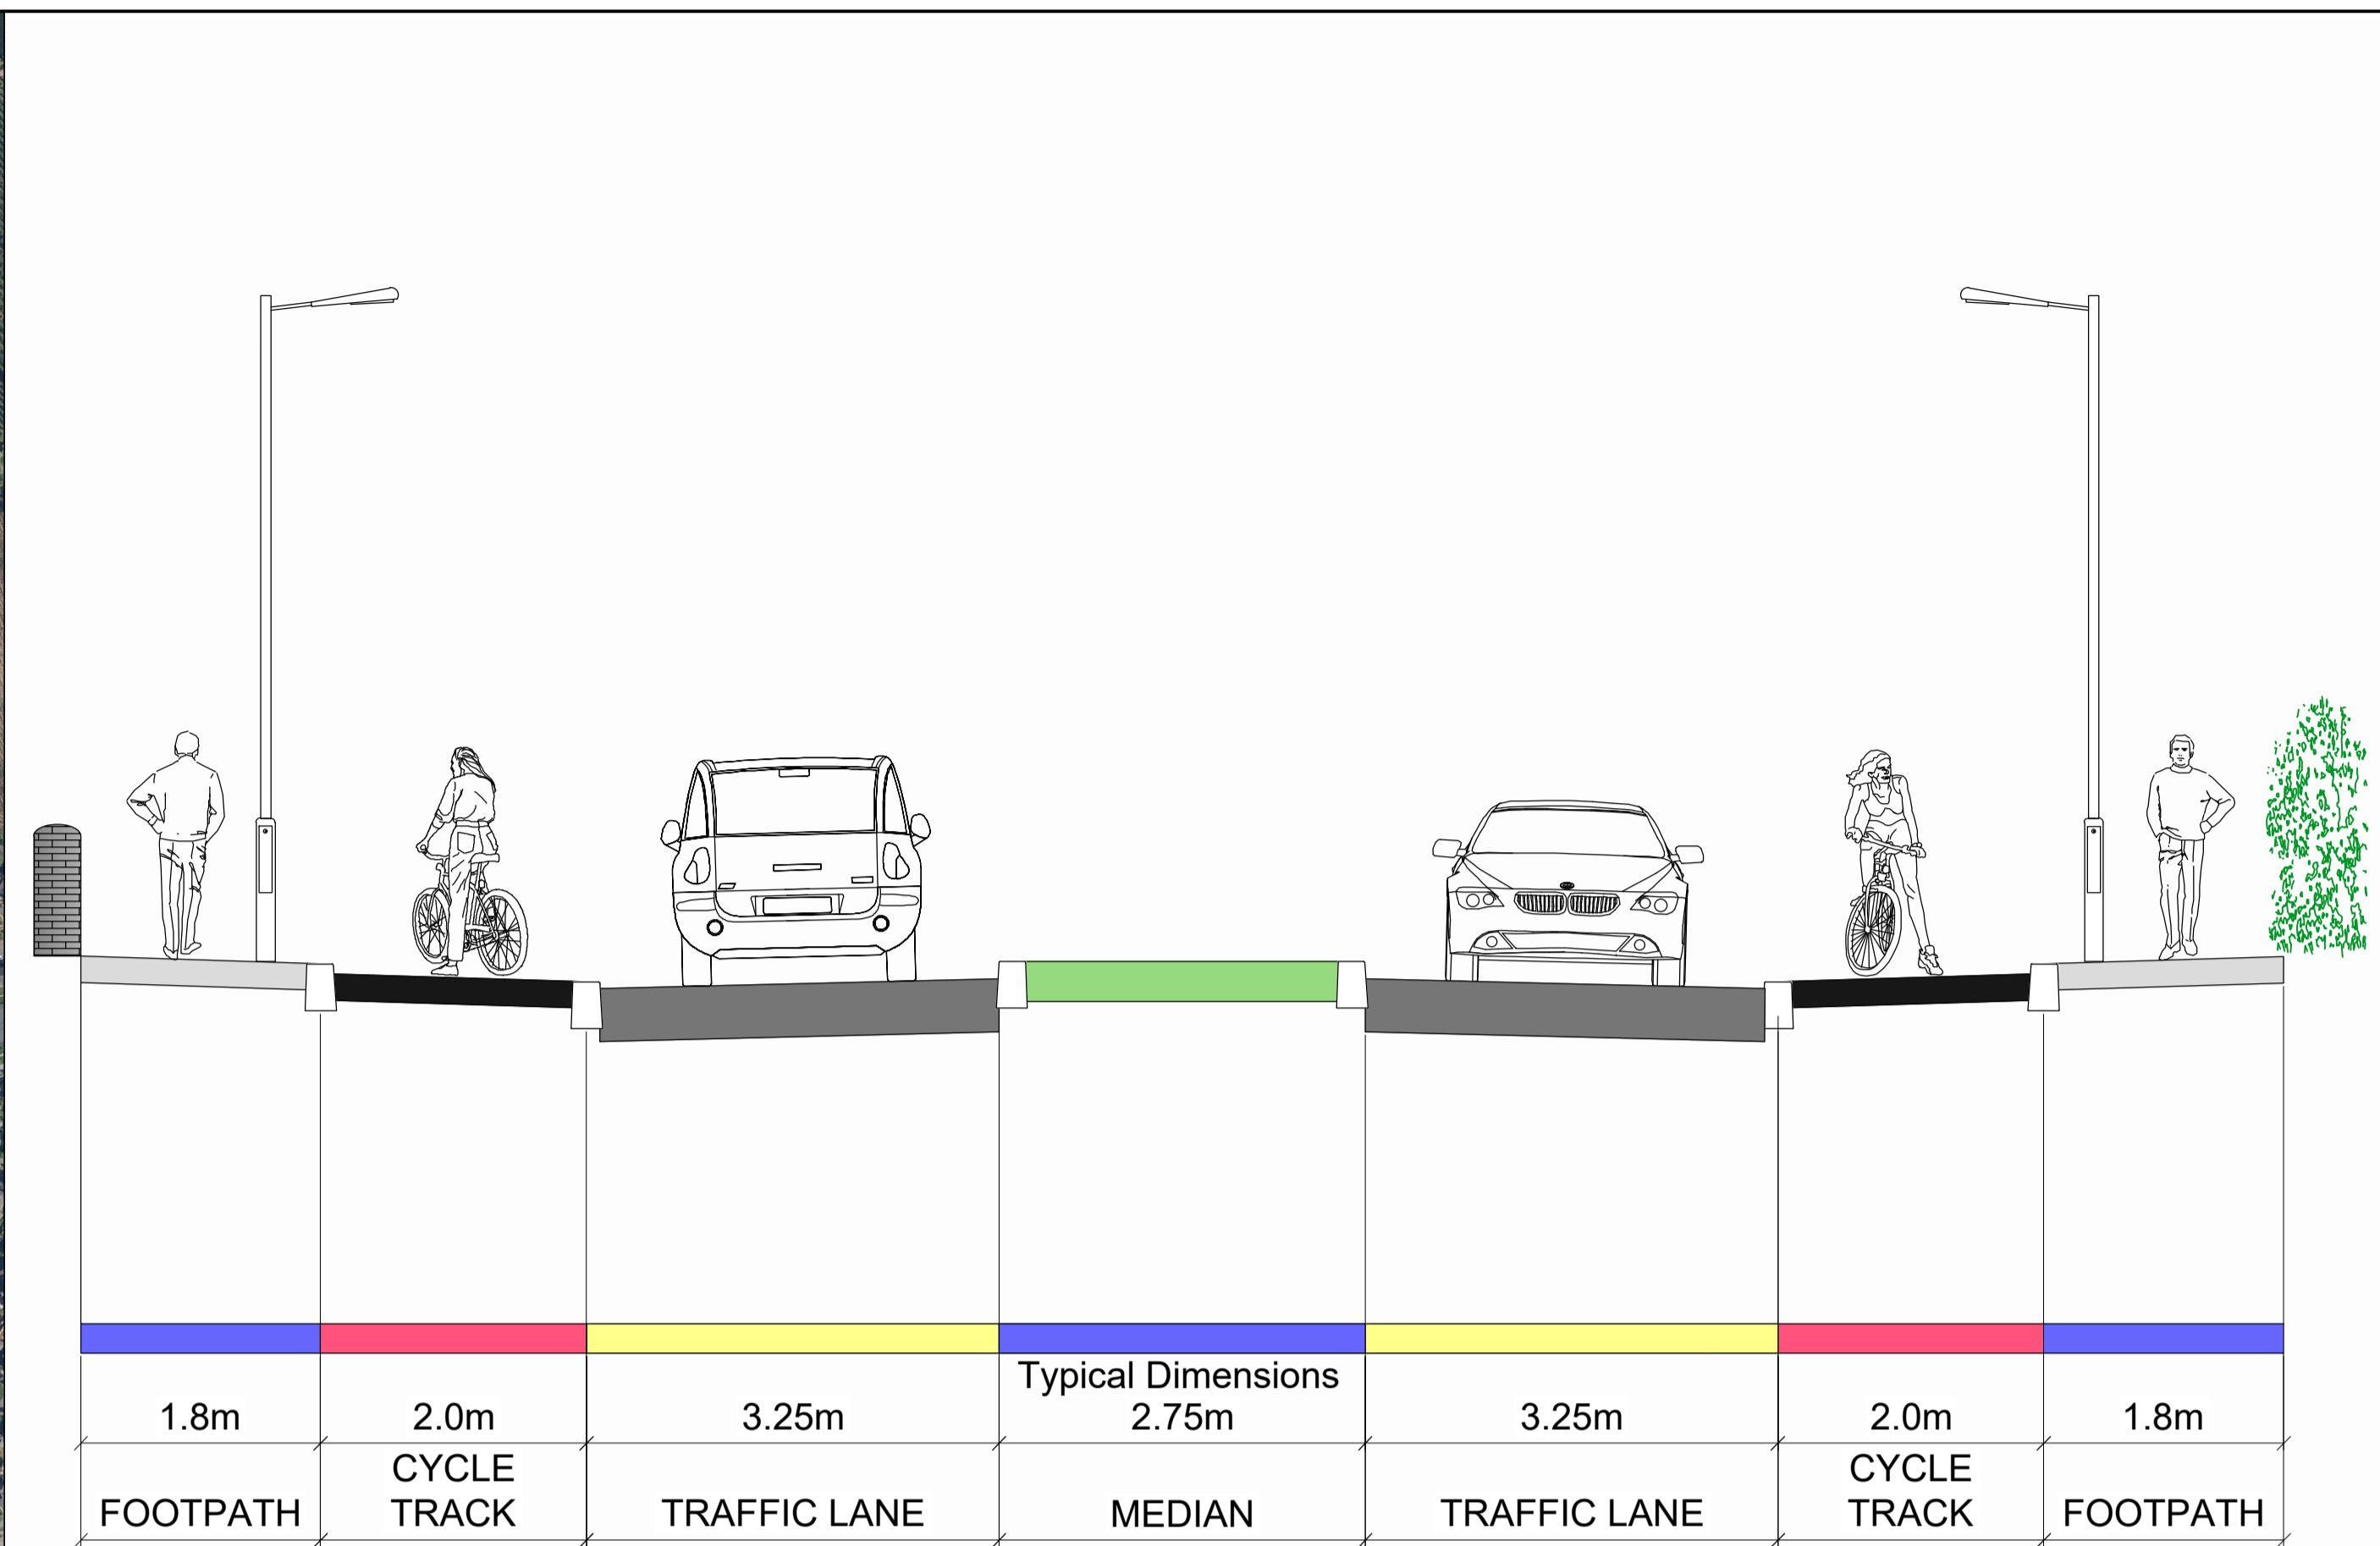 Typical Dimensions
1.8m 2.0m 3.25m 2.75m 3.25m 2.0m 1.8m
CYCLE CYCLE
FOOTPATH TRACK TRAFFIC LANE MEDIAN TRAFFIC LANE TRACK FOOTPATH